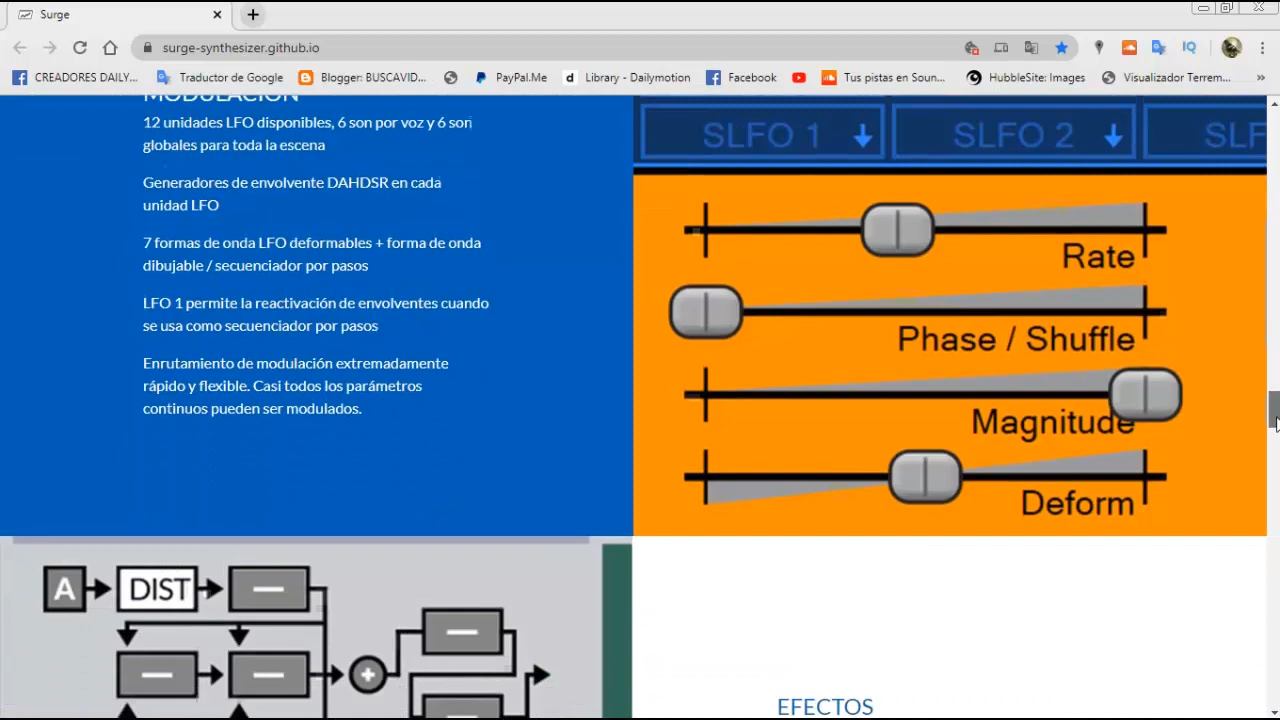 Surge
surge-synthesizer.github.io
CREADORES DAILY...
Traductor de Google
Blogger: BUSCAVID...
PayPal.Me
Library - Dailymotion
Facebook
Tus pistas en Soun...
HubbleSite: Images
Visualizador Terrem...
MODULACIÓN
12 unidades LFO disponibles, 6 son por voz y 6 son
globales para toda la escena
Generadores de envolvente DAHDSR en cada
unidad LFO
7 formas de onda LFO deformables + forma de onda
dibujable / secuenciador por pasos
LFO 1 permite la reactivación de envolventes cuando
se usa como secuenciador por pasos
Enrutamiento de modulación extremadamente
rápido y flexible. Casi todos los parámetros
continuos pueden ser modulados.
SLFO 1
SLFO 2
SLF
Rate
Phase / Shuffle
Magnitude
Deform
A
DIST
EFECTOS